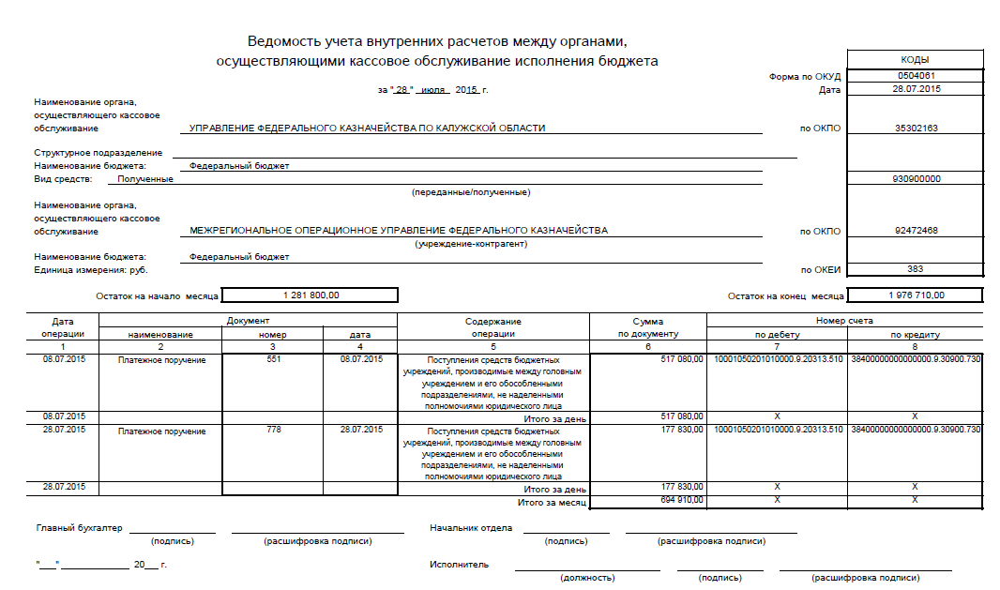 Ведомость учета внутренних расчетов между органами,
осуществляющими кассовое обслуживание исполнения бюджета
КОДЫ
Форма по ОКУД 0504061
за "28" июля 2015 г. Дата 28.07.2015
Наименование органа,
осуществляющего кассовое
обслуживание УПРАВЛЕНИЕ ФЕДЕРАЛЬНОГО КАЗНАЧЕЙСТВА ПО КАЛУЖСКОЙ ОБЛАСТИ по ОКПО 35302163
Структурное подразделение
Наименование бюджета: Федеральный бюджет
Вид средств: Полученные 930900000
(переданные/полученные)
Наименование органа,
осуществляющего кассовое
обслуживание МЕЖРЕГИОНАЛЬНОЕ ОПЕРАЦИОННОЕ УПРАВЛЕНИЕ ФЕДЕРАЛЬНОГО КАЗНАЧЕЙСТВА по ОКПО 92472468
(учреждение-контрагент)
Наименование бюджета: Федеральный бюджет
Единица измерения: руб. по ОКЕИ 383
Остаток на начало месяца 1 281 800,00 Остаток на конец месяца 1 976 710,00
Дата Документ Содержание Сумма Номер счета
операции наименование номер дата операции по документу по дебету по кредиту
1 2 3 4 5 6 7 8
08.07.2015 Платежное поручение 551 08.07.2015 Поступления средств бюджетных 517 080,00 10001050201010000.9.20313.510 38400000000000000.9.30900.730
учреждений, производимые между головным
учреждением и его обособленными
подразделениями, не наделенными
полномочиями юридического лица
08.07.2015 Итого за день 517 080,00 X X
28.07.2015 Платежное поручение 778 28.07.2015 Поступления средств бюджетных 177 830,00 10001050201010000.9.20313.510 38400000000000000.9.30900.730
учреждений, производимые между головным
учреждением и его обособленными
подразделениями, не наделенными
полномочиями юридического лица
28.07.2015 Итого за день 177 830,00 X X
Итого за месяц 694 910,00 X X
Главный бухгалтер Начальник отдела
(подпись) (расшифровка подписи) (подпись) (расшифровка подписи)
"___" ____________ 20___ г. Исполнитель
(должность) (подпись) (расшифровка подписи)